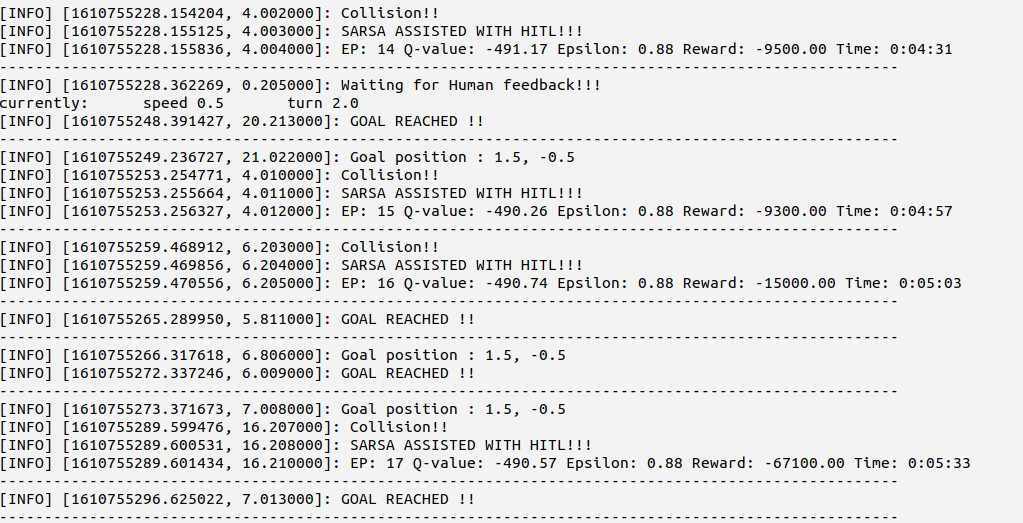 [INFO] [1610755228.154204, 4.002000]: Collision!!
[INFO] [1610755228.155125, 4.003000]: SARSA ASSISTED WITH HITL!!!
[INFO] [1610755228.155836, 4.004000]: EP: 14 Q-value: -491.17 Epsilon: 0.88 Reward: -9500.00 Time: 0:04:31
----------------------------------------------------------------------------------------------------
[INFO] [1610755228.362269, 0.205000]: Waiting for Human feedback!!!
currently:      speed 0.5       turn 2.0
[INFO] [1610755248.391427, 20.213000]: GOAL REACHED !!
----------------------------------------------------------------------------------------------------
[INFO] [1610755249.236727, 21.022000]: Goal position : 1.5, -0.5
[INFO] [1610755253.254771, 4.010000]: Collision!!
[INFO] [1610755253.255664, 4.011000]: SARSA ASSISTED WITH HITL!!!
[INFO] [1610755253.256327, 4.012000]: EP: 15 Q-value: -490.26 Epsilon: 0.88 Reward: -9300.00 Time: 0:04:57
----------------------------------------------------------------------------------------------------
[INFO] [1610755259.468912, 6.203000]: Collision!!
[INFO] [1610755259.469856, 6.204000]: SARSA ASSISTED WITH HITL!!!
[INFO] [1610755259.470556, 6.205000]: EP: 16 Q-value: -490.74 Epsilon: 0.88 Reward: -15000.00 Time: 0:05:03
----------------------------------------------------------------------------------------------------
[INFO] [1610755265.289950, 5.811000]: GOAL REACHED !!
----------------------------------------------------------------------------------------------------
[INFO] [1610755266.317618, 6.806000]: Goal position : 1.5, -0.5
[INFO] [1610755272.337246, 6.009000]: GOAL REACHED !!
----------------------------------------------------------------------------------------------------
[INFO] [1610755273.371673, 7.008000]: Goal position : 1.5, -0.5
[INFO] [1610755289.599476, 16.207000]: Collision!!
[INFO] [1610755289.600531, 16.208000]: SARSA ASSISTED WITH HITL!!!
[INFO] [1610755289.601434, 16.210000]: EP: 17 Q-value: -490.57 Epsilon: 0.88 Reward: -67100.00 Time: 0:05:33
----------------------------------------------------------------------------------------------------
[INFO] [1610755296.625022, 7.013000]: GOAL REACHED !!
----------------------------------------------------------------------------------------------------